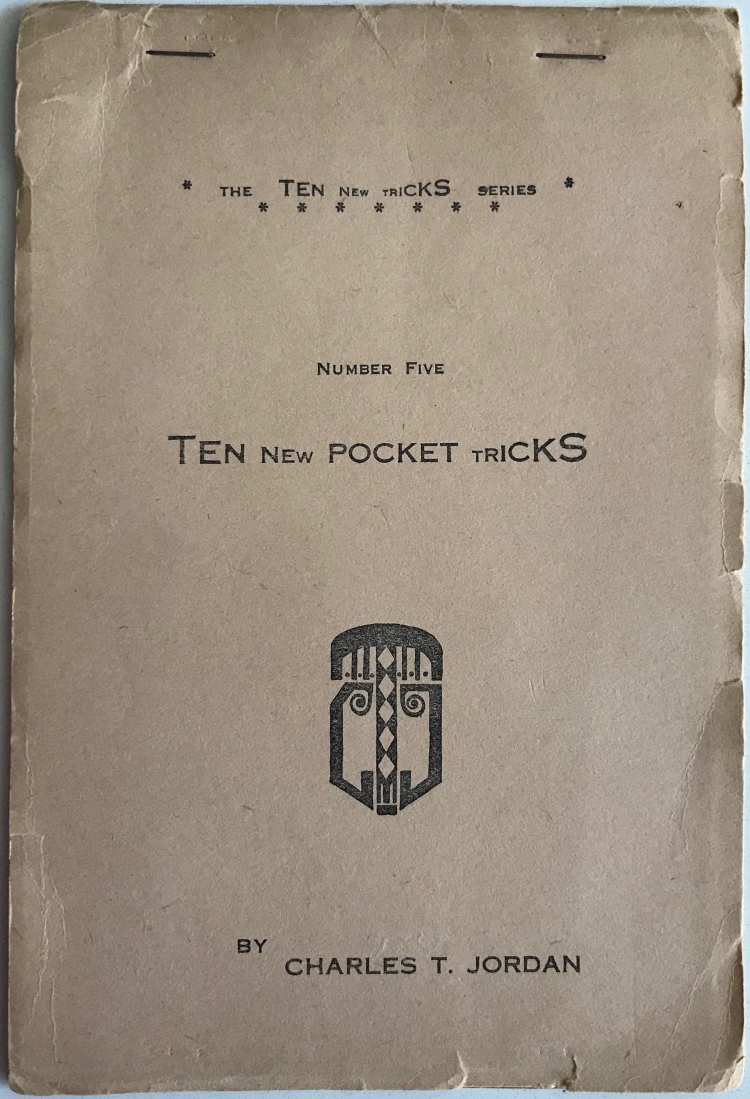 * THE TEN NEW TRICKS SERIES *
* * * * * * *
NUMBER FIVE
TEN NEW POCKET TRICKS
BY
CHARLES T. JORDAN